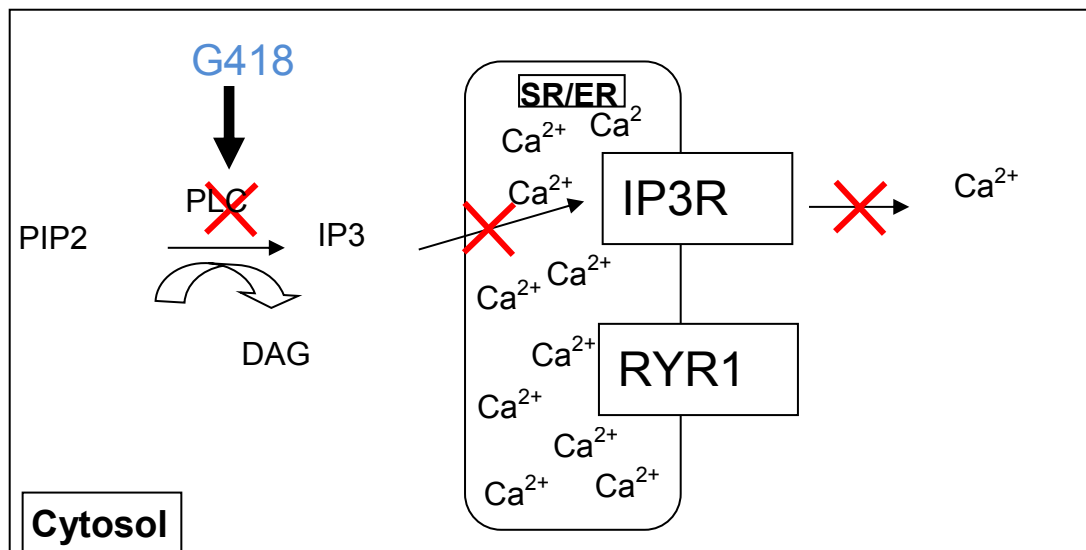 G418
SR/ER
Ca²⁺ Ca²
PLC
Ca²⁺
IP3R
Ca²⁺
PIP2
IP3
Ca²⁺
Ca²⁺
DAG
Ca²⁺
RYR1
Ca²⁺
Ca²⁺
Ca²⁺
Ca²⁺
Cytosol